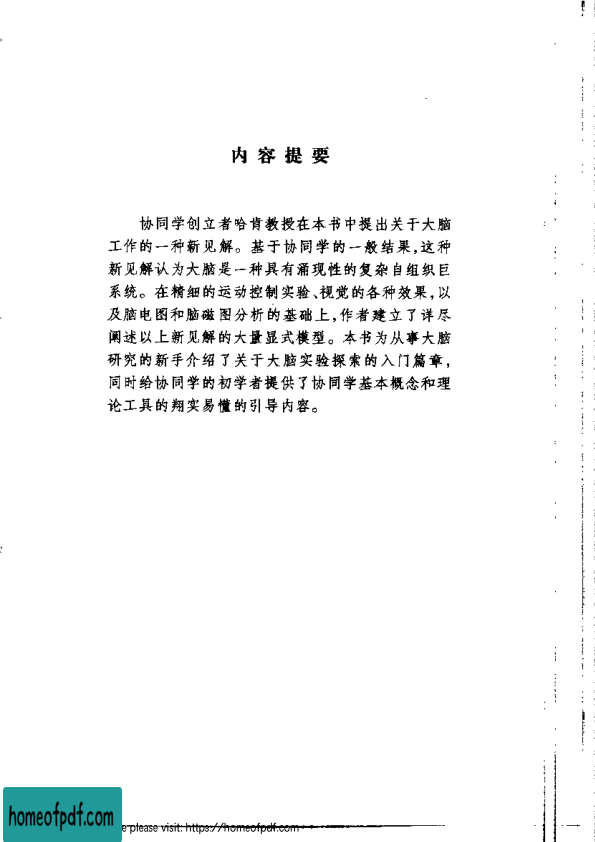 内容提要
协同学创立者哈肯教授在本书中提出关于大脑
工作的一种新见解。基于协同学的一般结果,这种
新见解认为大脑是一种具有涌现性的复杂自组织巨
系统。在精细的运动控制实验、视觉的各种效果,以
及脑电图和脑磁图分析的基础上,作者建立了详尽
阐述以上新见解的大量显式模型。本书为从事大脑
研究的新手介绍了关于大脑实验探索的入门篇章,
同时给协同学的初学者提供了协同学基本概念和理
论工具的翔实易懂的引导内容。
homeofpdf.com
please visit: https://homeofpdf.com